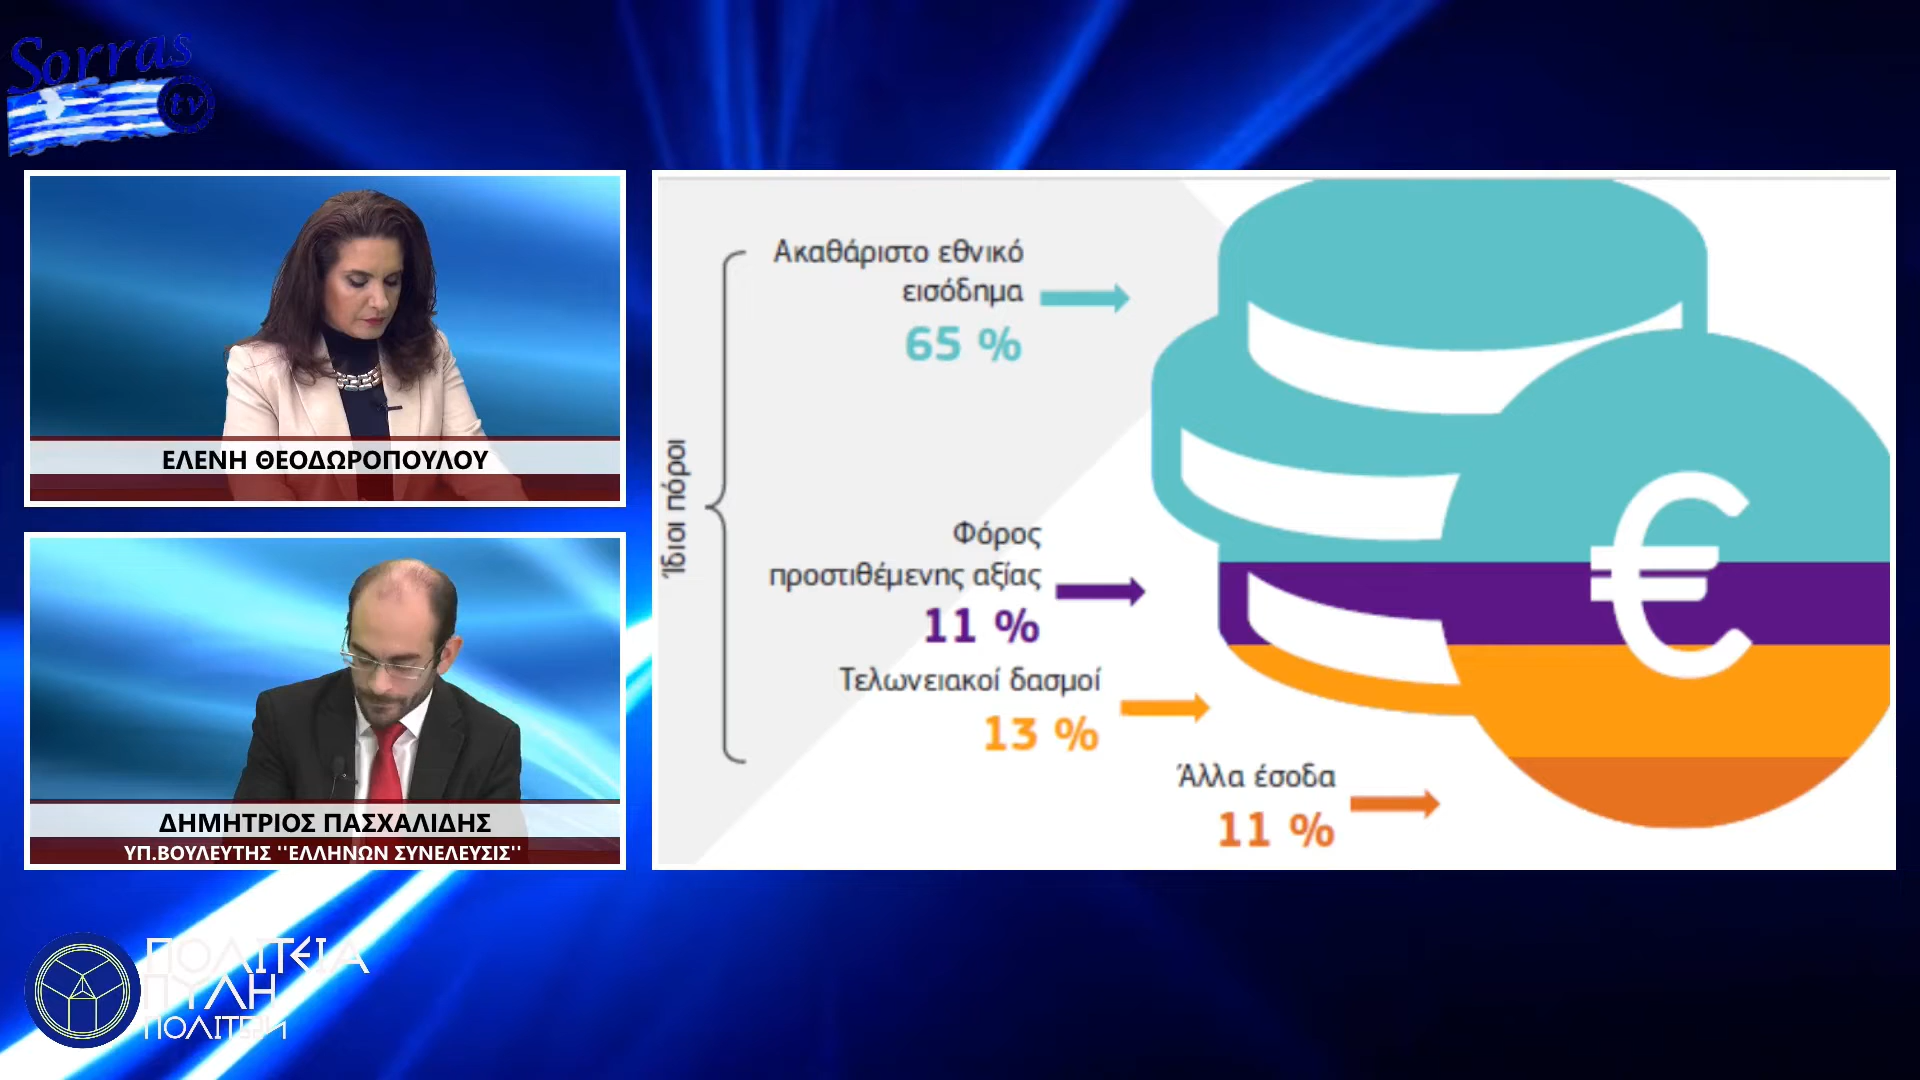 Sorras
tv
ΕΛΕΝΗ ΘΕΟΔΩΡΟΠΟΥΛΟΥ
ΔΗΜΗΤΡΙΟΣ ΠΑΣΧΑΛΙΔΗΣ
ΥΠ.ΒΟΥΛΕΥΤΗΣ ''ΕΛΛΗΝΩΝ ΣΥΝΕΛΕΥΣΙΣ''
Ίδιοι πόροι
Ακαθάριστο εθνικό
εισόδημα
65 %
Φόρος
προστιθέμενης αξίας
11 %
Τελωνειακοί δασμοί
13 %
Άλλα έσοδα
11 %
€
ΠΟΛΙΤΕΙΑ
ΠΥΛΗ
ΠΟΛΙΤΩΝ